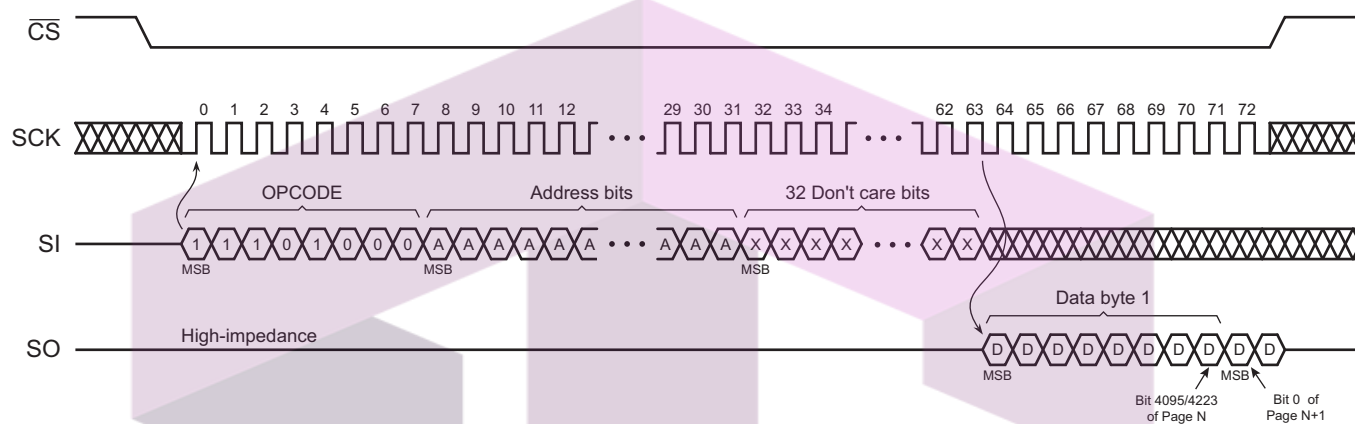 CS
0 1 2 3 4 5 6 7 8 9 10 11 12 29 30 31 32 33 34 62 63 64 65 66 67 68 69 70 71 72
SCK
OPCODE Address bits 32 Don't care bits
SI 1 1 1 0 1 0 0 0 A A A A A A A A A X X X X X X
MSB MSB MSB
Data byte 1
High-impedance
SO D D D D D D D D D D
MSB MSB
Bit 4095/4223 Bit 0 of
of Page N Page N+1